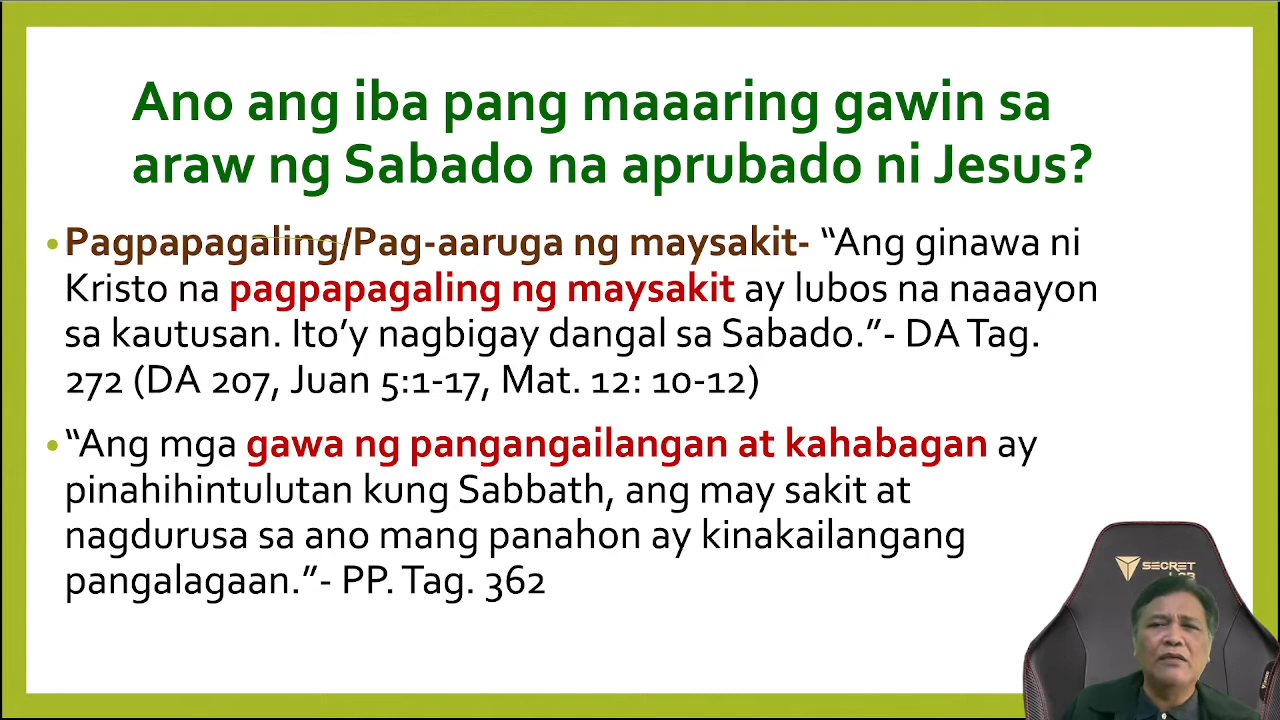 Ano ang iba pang maaaring gawin sa
araw ng Sabado na aprubado ni Jesus?
•Pagpapagaling/Pag-aaruga ng maysakit- “Ang ginawa ni
Kristo na pagpapagaling ng maysakit ay lubos na naaayon
sa kautusan. Ito’y nagbigay dangal sa Sabado.”- DA Tag.
272 (DA 207, Juan 5:1-17, Mat. 12: 10-12)
•“Ang mga gawa ng pangangailangan at kahabagan ay
pinahihintulutan kung Sabbath, ang may sakit at
nagdurusa sa ano mang panahon ay kinakailangang
pangalagaan.”- PP. Tag. 362
SECRET
LAB